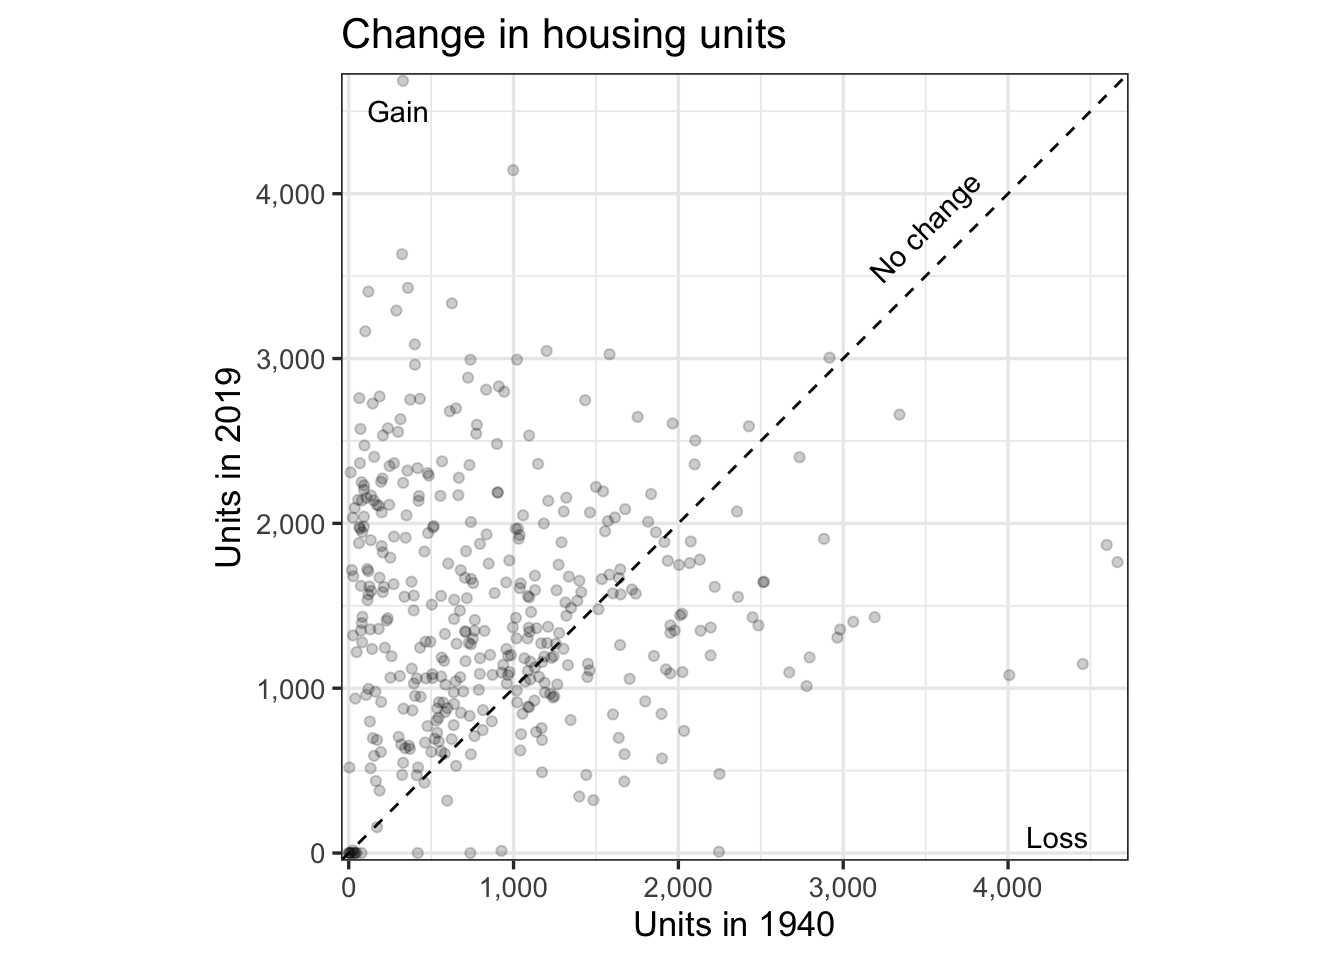 Change in housing units
Gain
No change
Loss
Units in 2019
4,000
3,000
2,000
1,000
0
0
1,000
2,000
3,000
4,000
Units in 1940